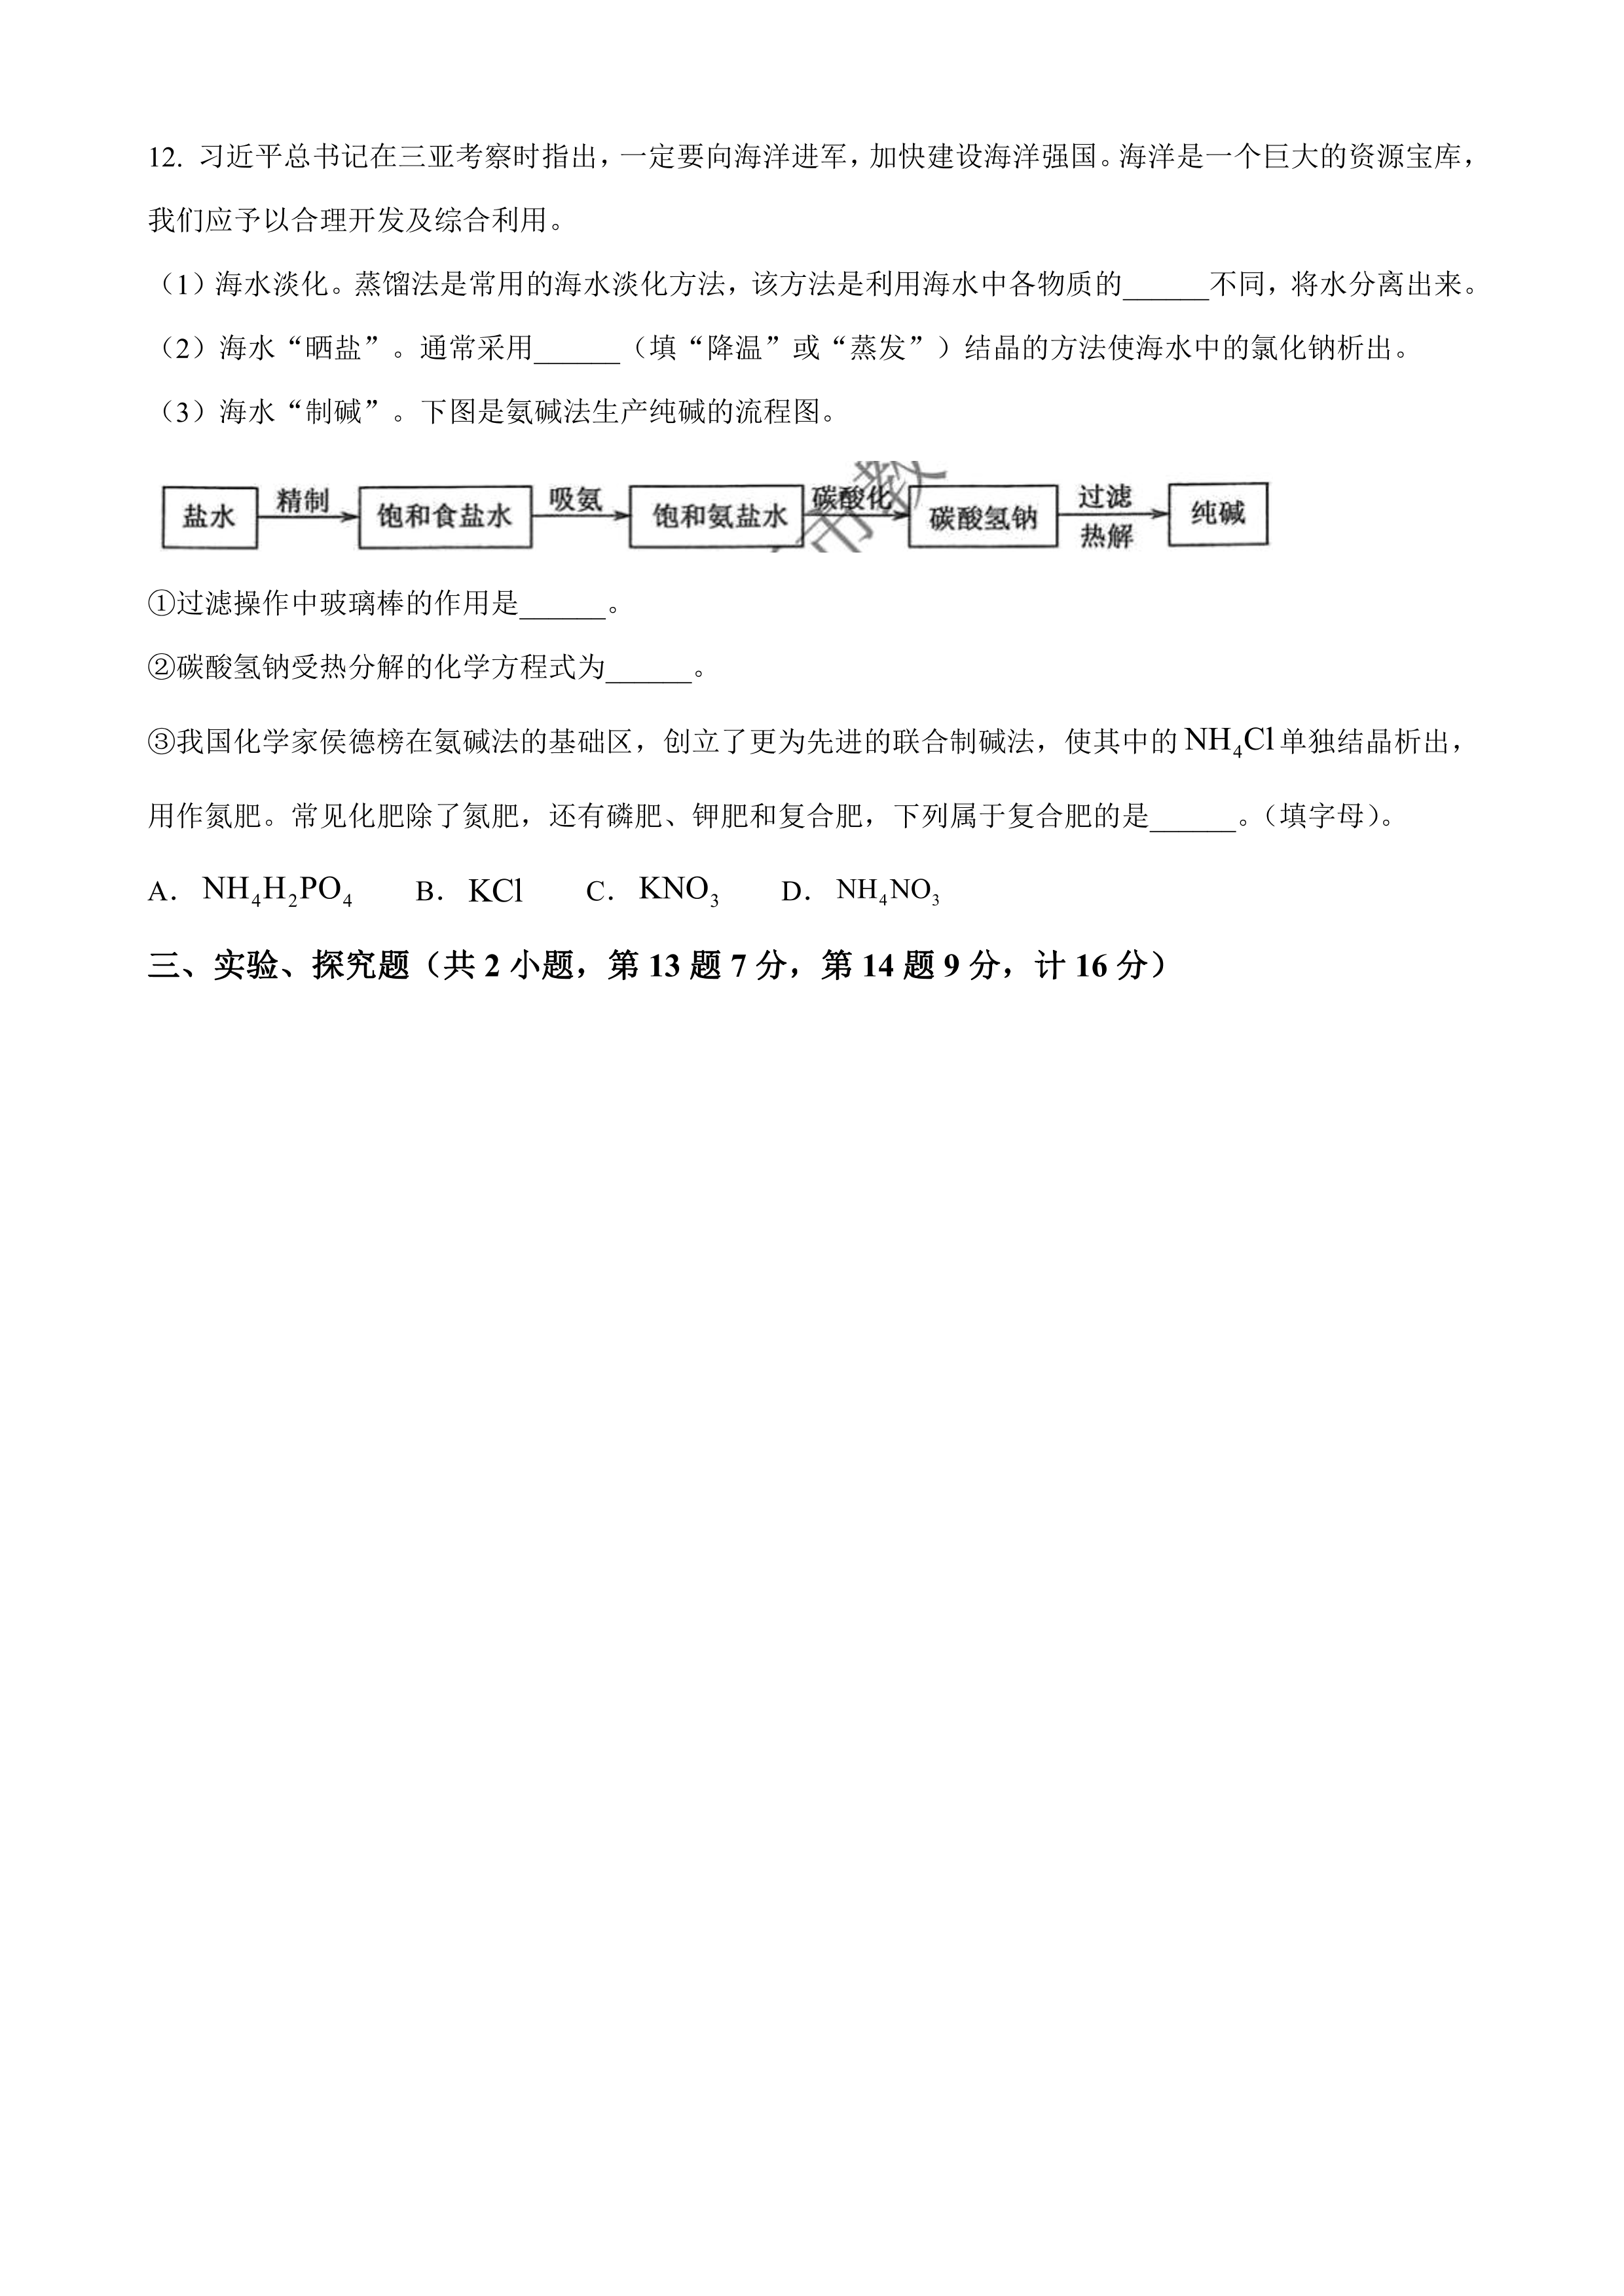 12. 习近平总书记在三亚考察时指出，一定要向海洋进军，加快建设海洋强国。海洋是一个巨大的资源宝库，
我们应予以合理开发及综合利用。
（1）海水淡化。蒸馏法是常用的海水淡化方法，该方法是利用海水中各物质的______不同，将水分离出来。
（2）海水“晒盐”。通常采用______（填“降温”或“蒸发”）结晶的方法使海水中的氯化钠析出。
（3）海水“制碱”。下图是氨碱法生产纯碱的流程图。
盐水 精制 饱和食盐水 吸氨 饱和氨盐水 碳酸化 碳酸氢钠 过滤 热解 纯碱
①过滤操作中玻璃棒的作用是______。
②碳酸氢钠受热分解的化学方程式为______。
③我国化学家侯德榜在氨碱法的基础区，创立了更为先进的联合制碱法，使其中的 NH₄Cl 单独结晶析出，
用作氮肥。常见化肥除了氮肥，还有磷肥、钾肥和复合肥，下列属于复合肥的是______。（填字母）。
A. NH₄H₂PO₄ B. KCl C. KNO₃ D. NH₄NO₃
三、实验、探究题（共 2 小题，第 13 题 7 分，第 14 题 9 分，计 16 分）